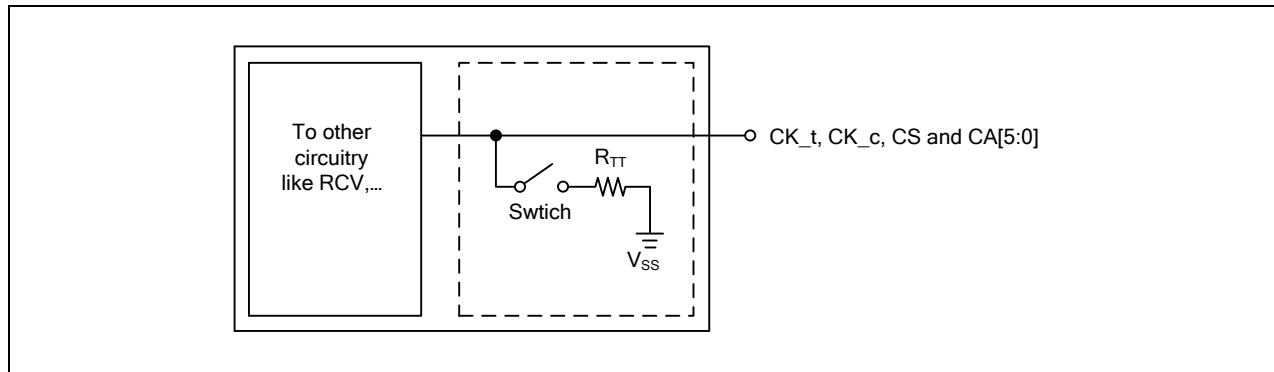 To other
circuitry
like RCV,...
CK_t, CK_c, CS and CA[5:0]
RTT
Swtich
VSS